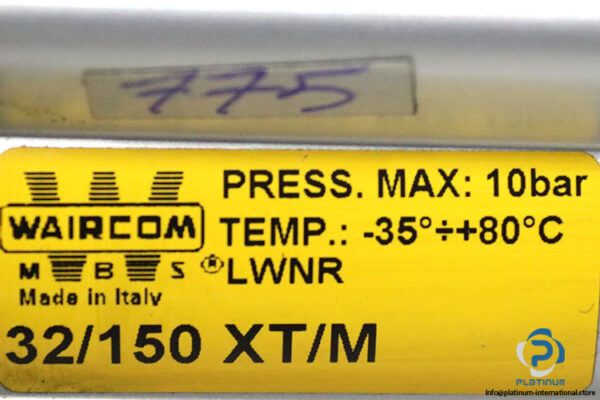 775
PRESS. MAX: 10bar
WAIRCOM
TEMP.: -35°÷+80°C
M B S ® LWNR
Made in Italy
32/150 XT/M
PLATINUM
info@platinum-international.store